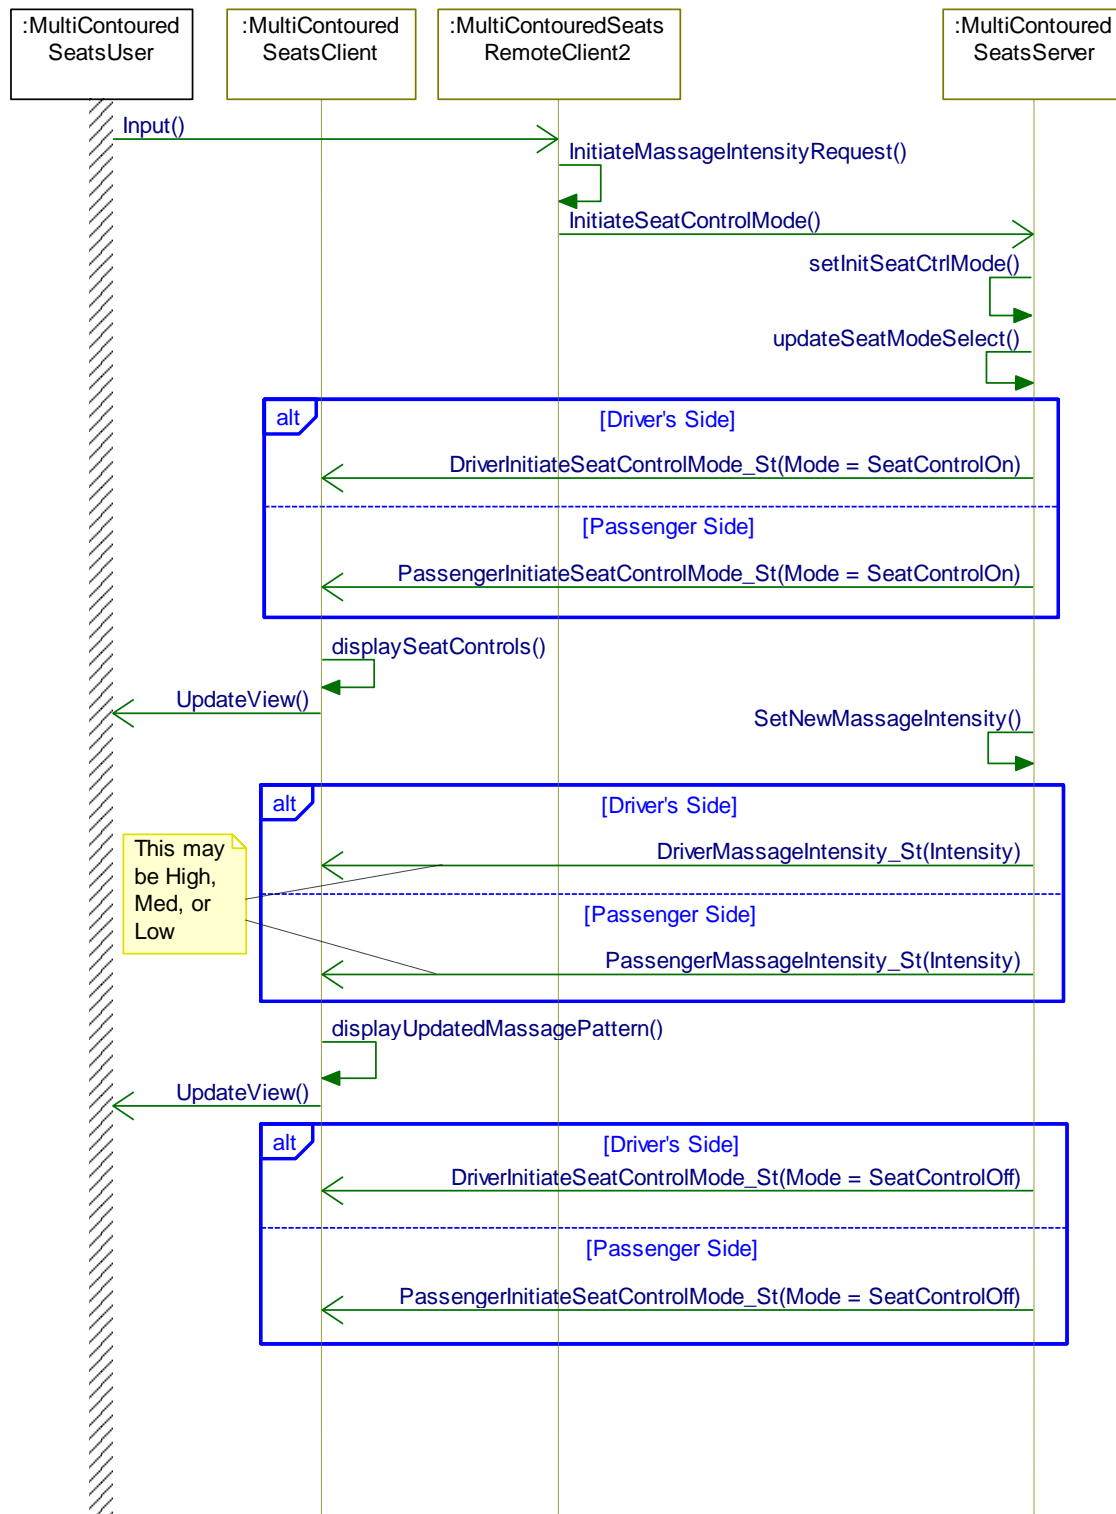 :MultiContoured
SeatsUser
:MultiContoured
SeatsClient
:MultiContouredSeats
RemoteClient2
:MultiContoured
SeatsServer
Input()
InitiateMassageIntensityRequest()
InitiateSeatControlMode()
setInitSeatCtrlMode()
updateSeatModeSelect()
alt
[Driver's Side]
DriverInitiateSeatControlMode_St(Mode = SeatControlOn)
[Passenger Side]
PassengerInitiateSeatControlMode_St(Mode = SeatControlOn)
displaySeatControls()
UpdateView()
SetNewMassageIntensity()
alt
[Driver's Side]
This may
be High,
Med, or
Low
DriverMassageIntensity_St(Intensity)
[Passenger Side]
PassengerMassageIntensity_St(Intensity)
displayUpdatedMassagePattern()
UpdateView()
alt
[Driver's Side]
DriverInitiateSeatControlMode_St(Mode = SeatControlOff)
[Passenger Side]
PassengerInitiateSeatControlMode_St(Mode = SeatControlOff)